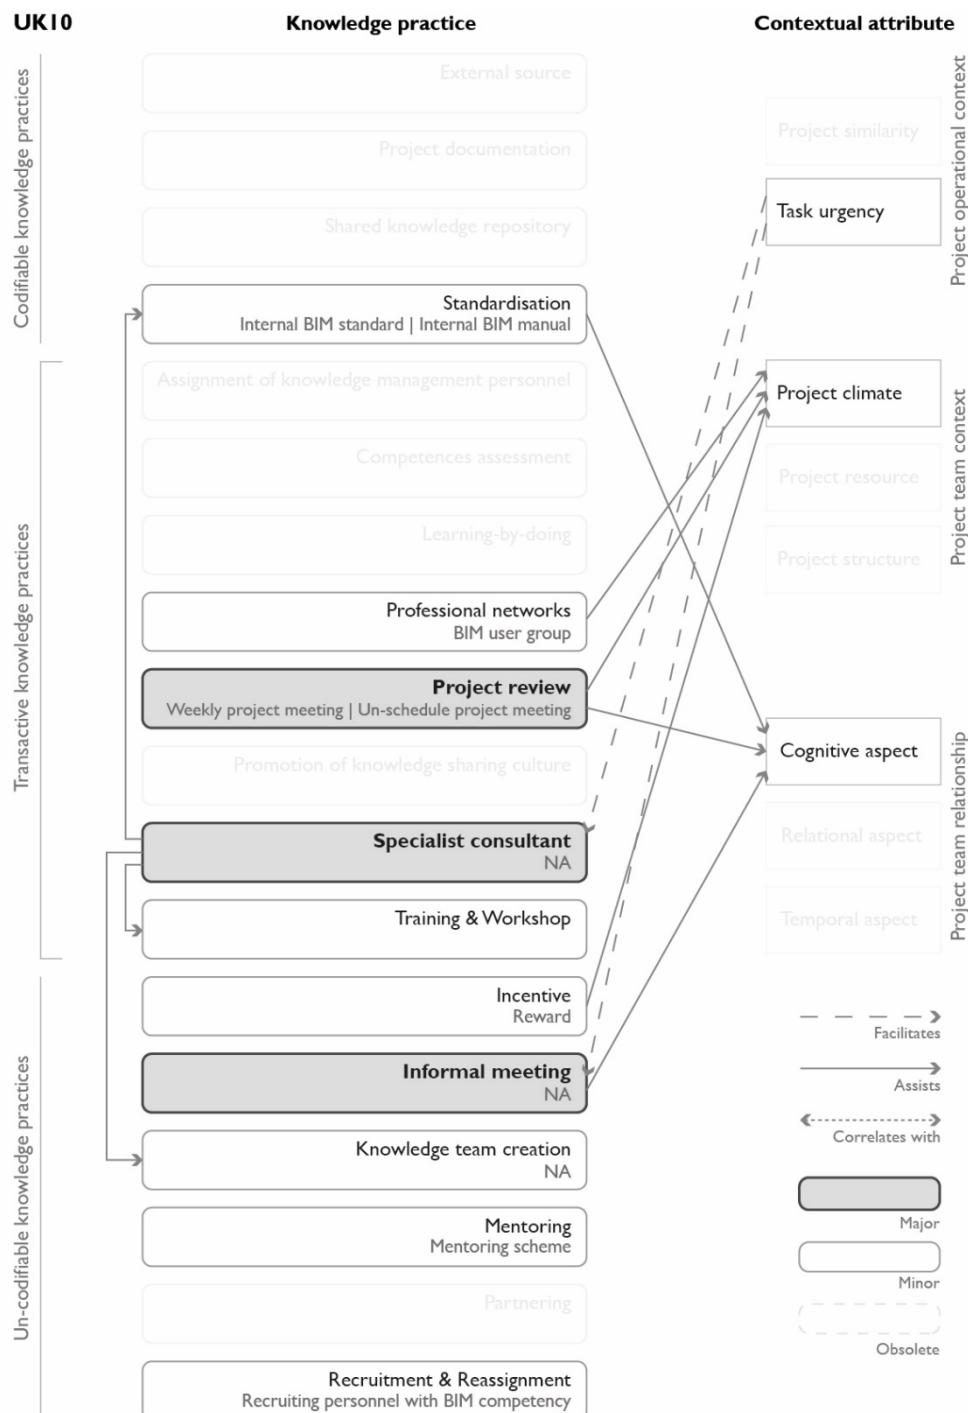 UK10
Knowledge practice
Contextual attribute
Codifiable knowledge practices
External source
Project documentation
Shared knowledge repository
Standardisation
Internal BIM standard | Internal BIM manual
Transactive knowledge practices
Assignment of knowledge management personnel
Competences assessment
Learning-by-doing
Professional networks
BIM user group
Project review
Weekly project meeting | Un-schedule project meeting
Promotion of knowledge sharing culture
Specialist consultant
NA
Training & Workshop
Un-codifiable knowledge practices
Incentive
Reward
Informal meeting
NA
Knowledge team creation
NA
Mentoring
Mentoring scheme
Partnering
Recruitment & Reassignment
Recruiting personnel with BIM competency
Project operational context
Project similarity
Task urgency
Project team context
Project climate
Project resource
Project structure
Project team relationship
Cognitive aspect
Relational aspect
Temporal aspect
Facilitates
Assists
Correlates with
Major
Minor
Obsolete